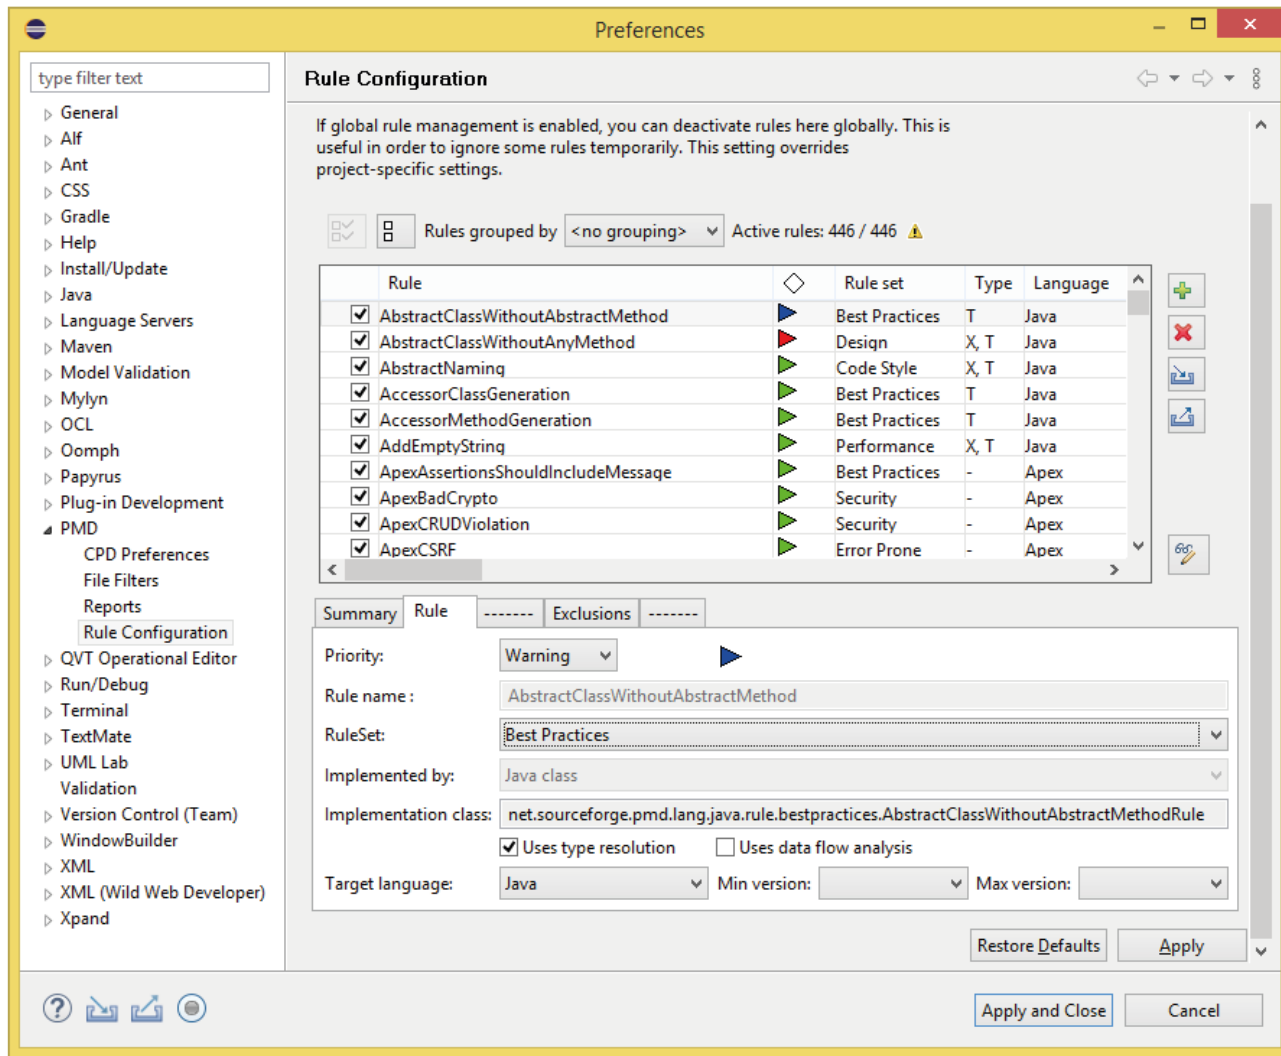 Preferences
type filter text
General
Alf
Ant
CSS
Gradle
Help
Install/Update
Java
Language Servers
Maven
Model Validation
Mylyn
OCL
Oomph
Papyrus
Plug-in Development
PMD
CPD Preferences
File Filters
Reports
Rule Configuration
QVT Operational Editor
Run/Debug
Terminal
TextMate
UML Lab
Validation
Version Control (Team)
WindowBuilder
XML
XML (Wild Web Developer)
Xpand
Rule Configuration
If global rule management is enabled, you can deactivate rules here globally. This is
useful in order to ignore some rules temporarily. This setting overrides
project-specific settings.
Rules grouped by <no grouping> Active rules: 446 / 446
Rule Rule set Type Language
AbstractClassWithoutAbstractMethod Best Practices T Java
AbstractClassWithoutAnyMethod Design X, T Java
AbstractNaming Code Style X, T Java
AccessorClassGeneration Best Practices T Java
AccessorMethodGeneration Best Practices T Java
AddEmptyString Performance X, T Java
ApexAssertionsShouldIncludeMessage Best Practices - Apex
ApexBadCrypto Security - Apex
ApexCRUDViolation Security - Apex
ApexCSRF Error Prone - Apex
Summary Rule ------- Exclusions -------
Priority: Warning
Rule name : AbstractClassWithoutAbstractMethod
RuleSet: Best Practices
Implemented by: Java class
Implementation class: net.sourceforge.pmd.lang.java.rule.bestpractices.AbstractClassWithoutAbstractMethodRule
Uses type resolution Uses data flow analysis
Target language: Java Min version: Max version:
Restore Defaults Apply
Apply and Close Cancel